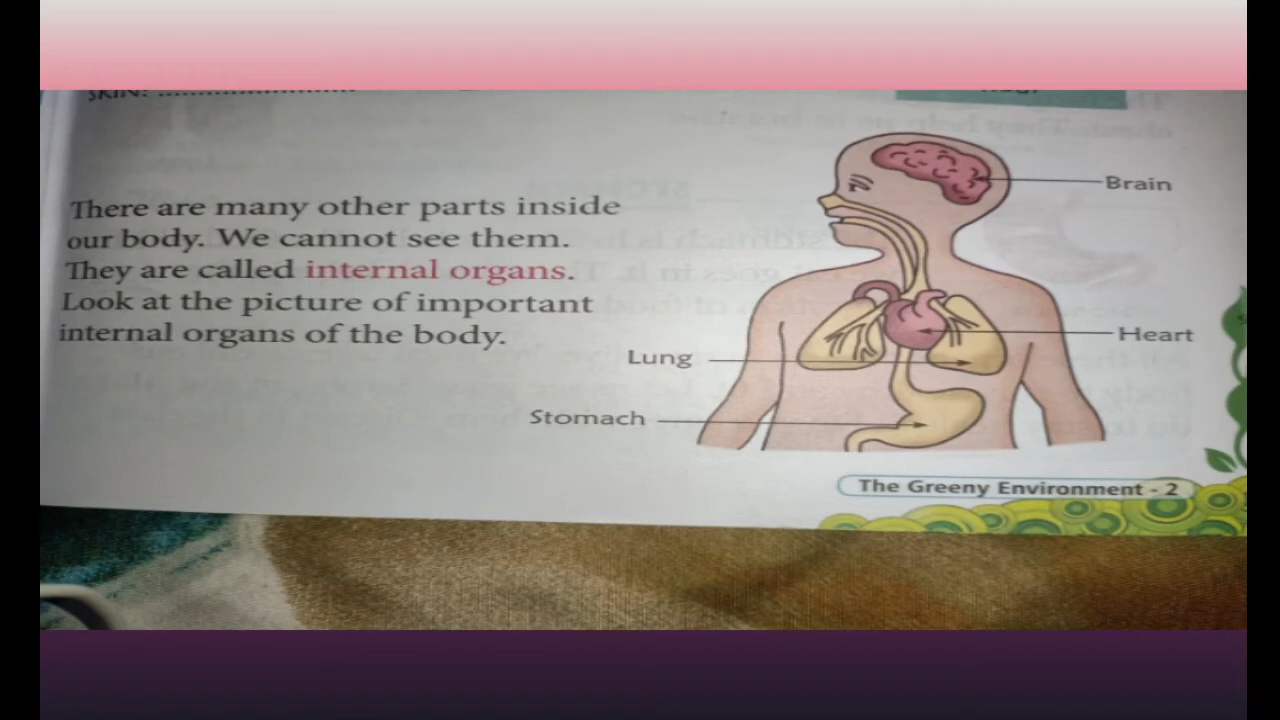 SKIN: ........................
There are many other parts inside
our body. We cannot see them.
They are called internal organs.
Look at the picture of important
internal organs of the body.
Brain
Heart
Lung
Stomach
The Greeny Environment - 2